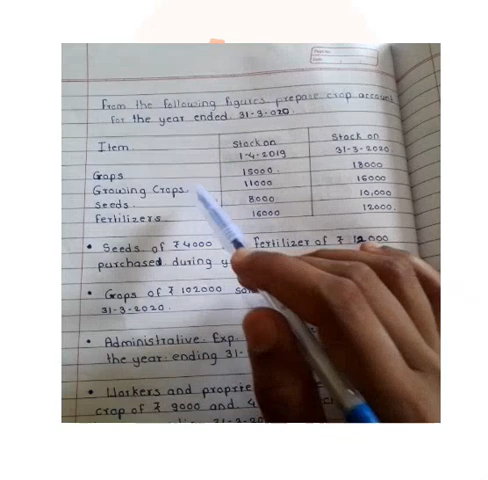 From the following figures prepare crop account
for the year ended 31-3-020.
Item Stock on 1-4-2019 Stock on 31-3-2020
Gops 15000. 18000
Growing Crops. 11000 16000
Seeds. 8000 10,000
Fertilizers 16000 12000.
• Seeds of ₹4000 fertilizer of ₹ 12000
purchased during
• Gops of ₹ 102000
31-3-2020.
• Administrative Exp.
the year ending 31-
• Workers and
crop of ₹ 9000 and